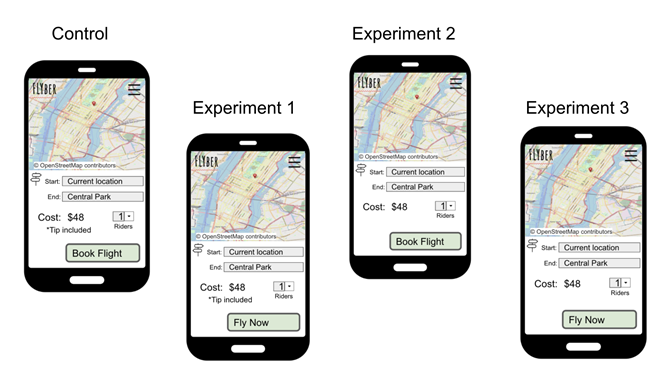 Control
FLYBER
© OpenStreetMap contributors
Start: Current location
End: Central Park
Cost: $48 1
*Tip included Riders
Book Flight
Experiment 1
FLYBER
© OpenStreetMap contributors
Start: Current location
End: Central Park
Cost: $48 1
*Tip included Riders
Fly Now
Experiment 2
FLYBER
© OpenStreetMap contributors
Start: Current location
End: Central Park
Cost: $48 1
Riders
Book Flight
Experiment 3
FLYBER
© OpenStreetMap contributors
Start: Current location
End: Central Park
Cost: $48 1
Riders
Fly Now